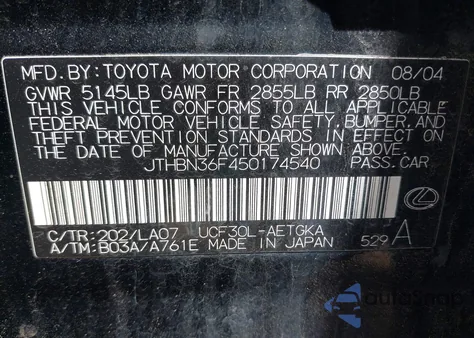 MFD.BY: TOYOTA MOTOR CORPORATION 08/04
GVWR 5145LB GAWR FR 2855LB RR 2850LB
THIS VEHICLE CONFORMS TO ALL APPLICABLE
FEDERAL MOTOR VEHICLE SAFETY, BUMPER, AND
THEFT PREVENTION STANDARDS IN EFFECT ON
THE DATE OF MANUFACTURE SHOWN ABOVE.
JTHBN36F450174540 PASS.CAR
C/TR:202/LA07 UCF30L-AETGKA
A/TM:B03A/A761E MADE IN JAPAN 529 A
autoSnap